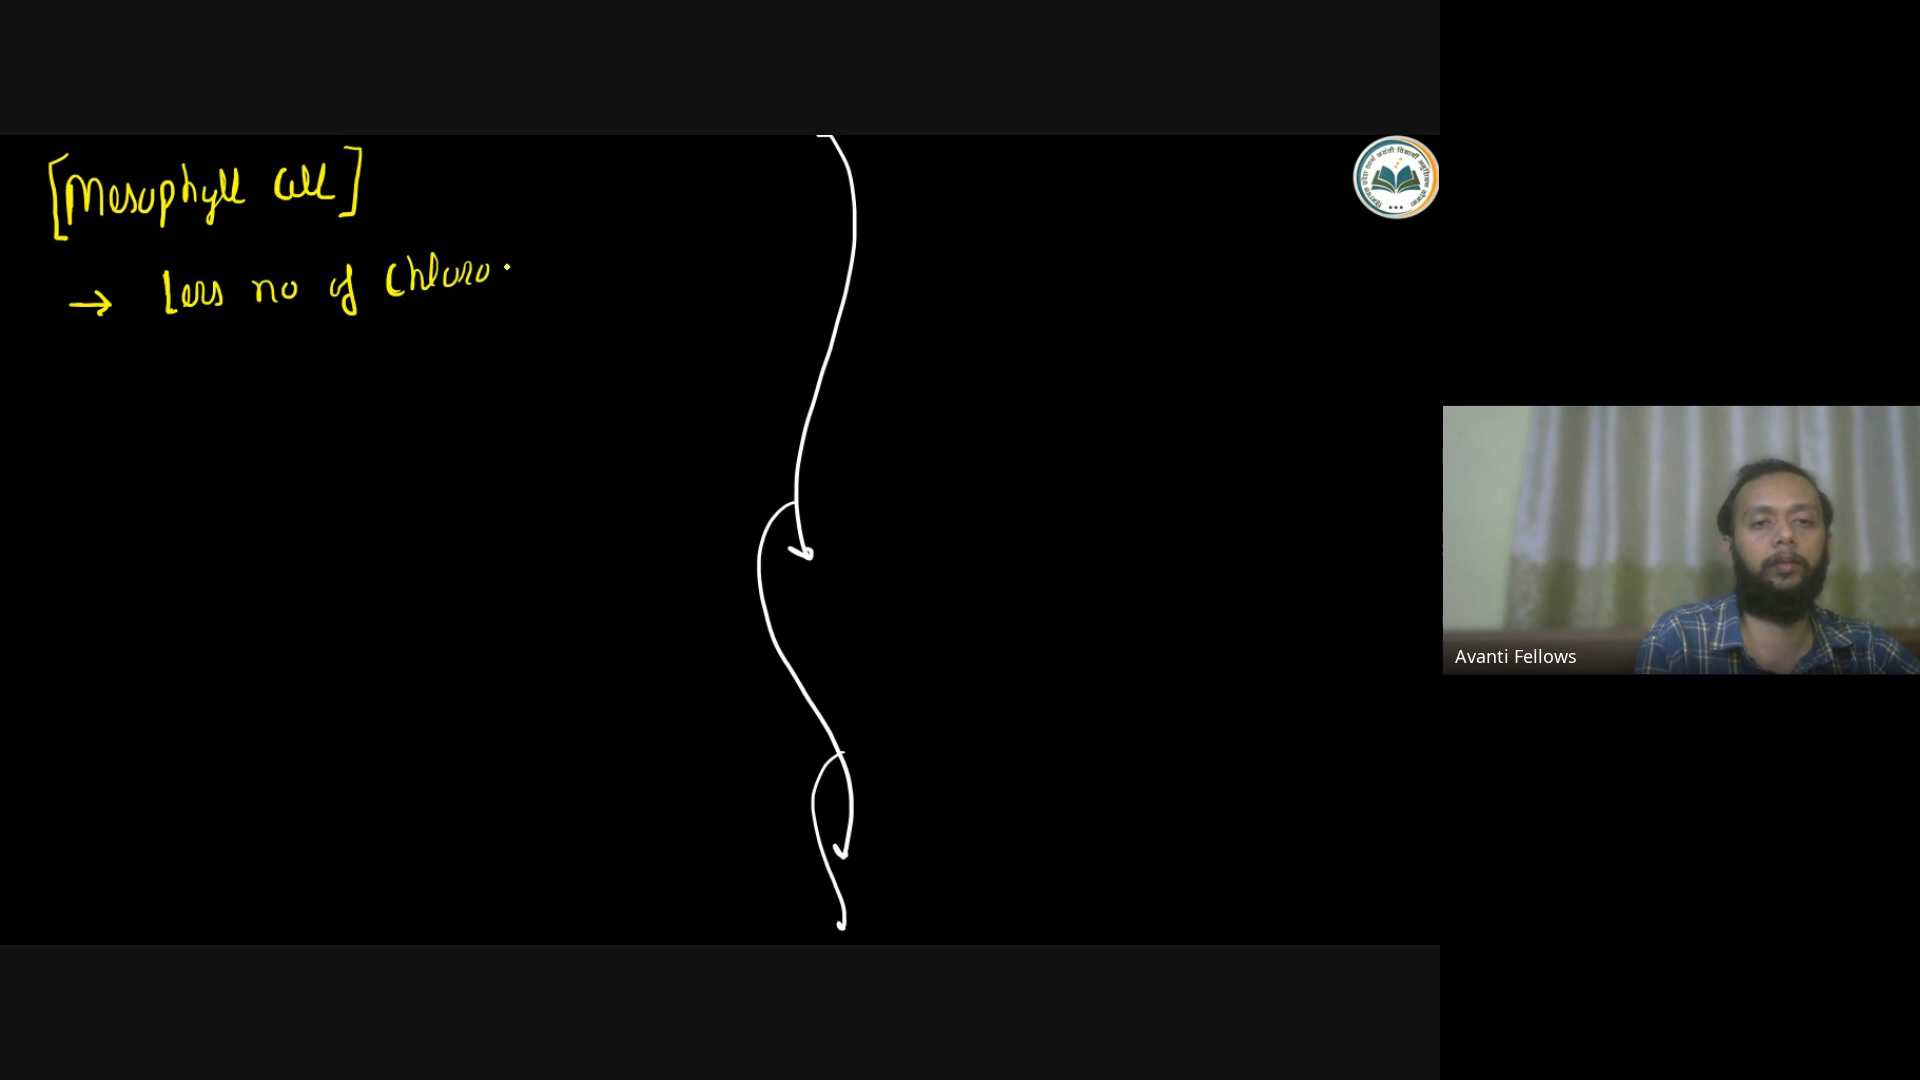 [Mesophyll Cell]
→ Less no of Chloro
Avanti Fellows